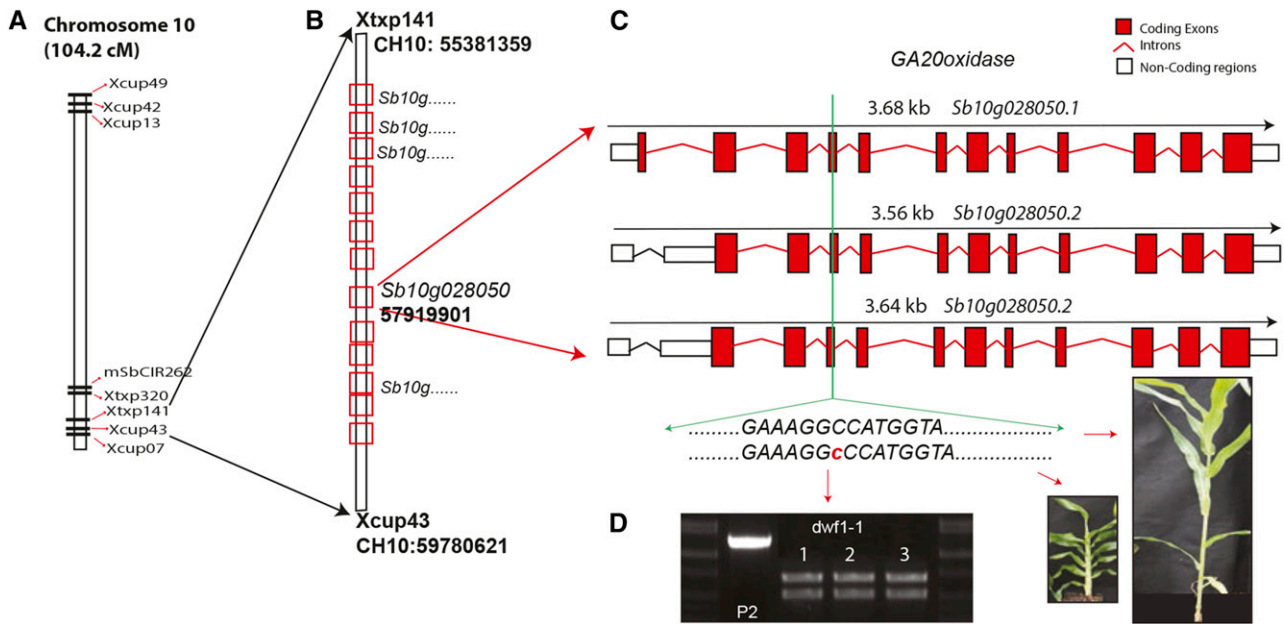 A
Chromosome 10
(104.2 cM)
Xcup49
Xcup42
Xcup13
mSbCIR262
Xtxp320
Xtxp141
Xcup43
Xcup07
B
Xtxp141
CH10: 55381359
Sb10g......
Sb10g......
Sb10g......
Sb10g028050
57919901
Sb10g......
Xcup43
CH10:59780621
C
GA20oxidase
Coding Exons
Introns
Non-Coding regions
3.68 kb Sb10g028050.1
3.56 kb Sb10g028050.2
3.64 kb Sb10g028050.2
.........GAAAGGCCATGGTA.................
.........GAAAGGcCCATGGTA.................
D
dwf1-1
1 2 3
P2